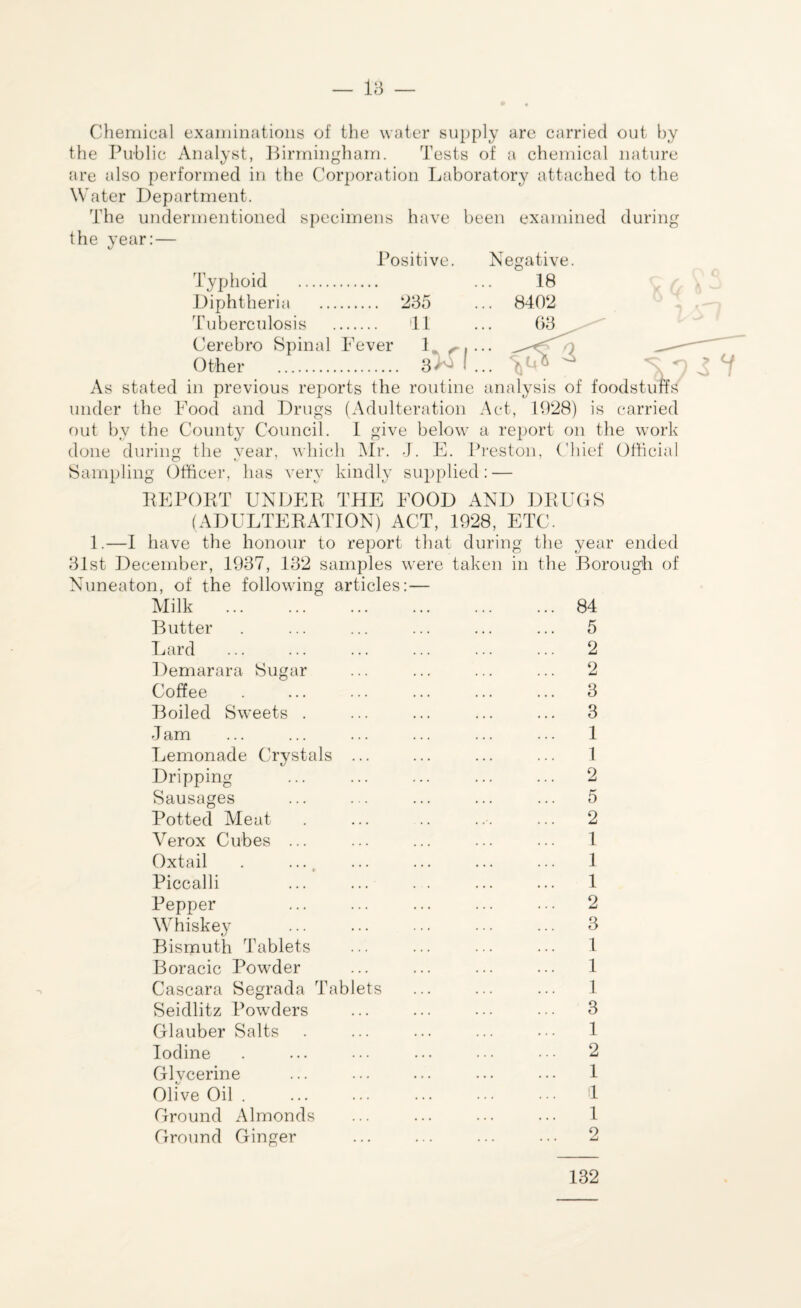 — 13 —
Chemical examinations of the water supply are carried out by
the Public Analyst, Birmingham. Tests of a chemical nature
are also performed in the Corporation Laboratory attached to the
Water Department.
The undermentioned specimens have been examined during
the year:—
Positive. Negative.
Typhoid ............ ... 18
Diphtheria ......... 235 ... 8402
Tuberculosis ....... 11 ... 63
Cerebro Spinal Fever 1 ...
Other .................. 3 ...
As stated in previous reports the routine analysis of foodstuffs
under the Food and Drugs (Adulteration Act, 1928) is carried
out by the County Council. I give below a report on the work
done during the year, which Mr. J. E. Preston, Chief Official
Sampling Officer, has very kindly supplied:—
REPORT UNDER THE FOOD AND DRUGS
(ADULTERATION) ACT, 1928, ETC.
1.—I have the honour to report that during the year ended
31st December, 1937, 132 samples were taken in the Borough of
Nuneaton, of the following articles:—
Milk ... ... ... ... ... ... 84
Butter . ... ... ... ... ... 5
Lard ... ... ... ... ... ... 2
Demarara Sugar ... ... ... ... 2
Coffee . ... ... ... ... ... 3
Boiled Sweets . ... ... ... ... 3
Jam ... ... ... ... ... ... 1
Lemonade Crystals ... ... ... ... 1
Dripping ... ... ... ... ... 2
Sausages ... ... ... ... ... 5
Potted Meat . ... .. ... ... 2
Verox Cubes ... ... ... ... ... 1
Oxtail . ... ... ... ... ... 1
Piccalli ... ... . . ... ... 1
Pepper ... ... ... ... ... 2
Whiskey ... ... ... ... ... 3
Bismuth Tablets ... ... ... ... 1
Boracic Powder ... ... ... ... 1
Cascara Segrada Tablets ... ... ... 1
Seidlitz Powders ... ... ... ... 3
Glauber Salts . ... ... ... ... 1
Iodine . ... ... ... ... ... 2
Glycerine ... ... ... ... ... 1
Olive Oil . ... ... ... ... ... 1
Ground Almonds ... ... ... ... 1
Ground Ginger ... ... ... ... 2
132